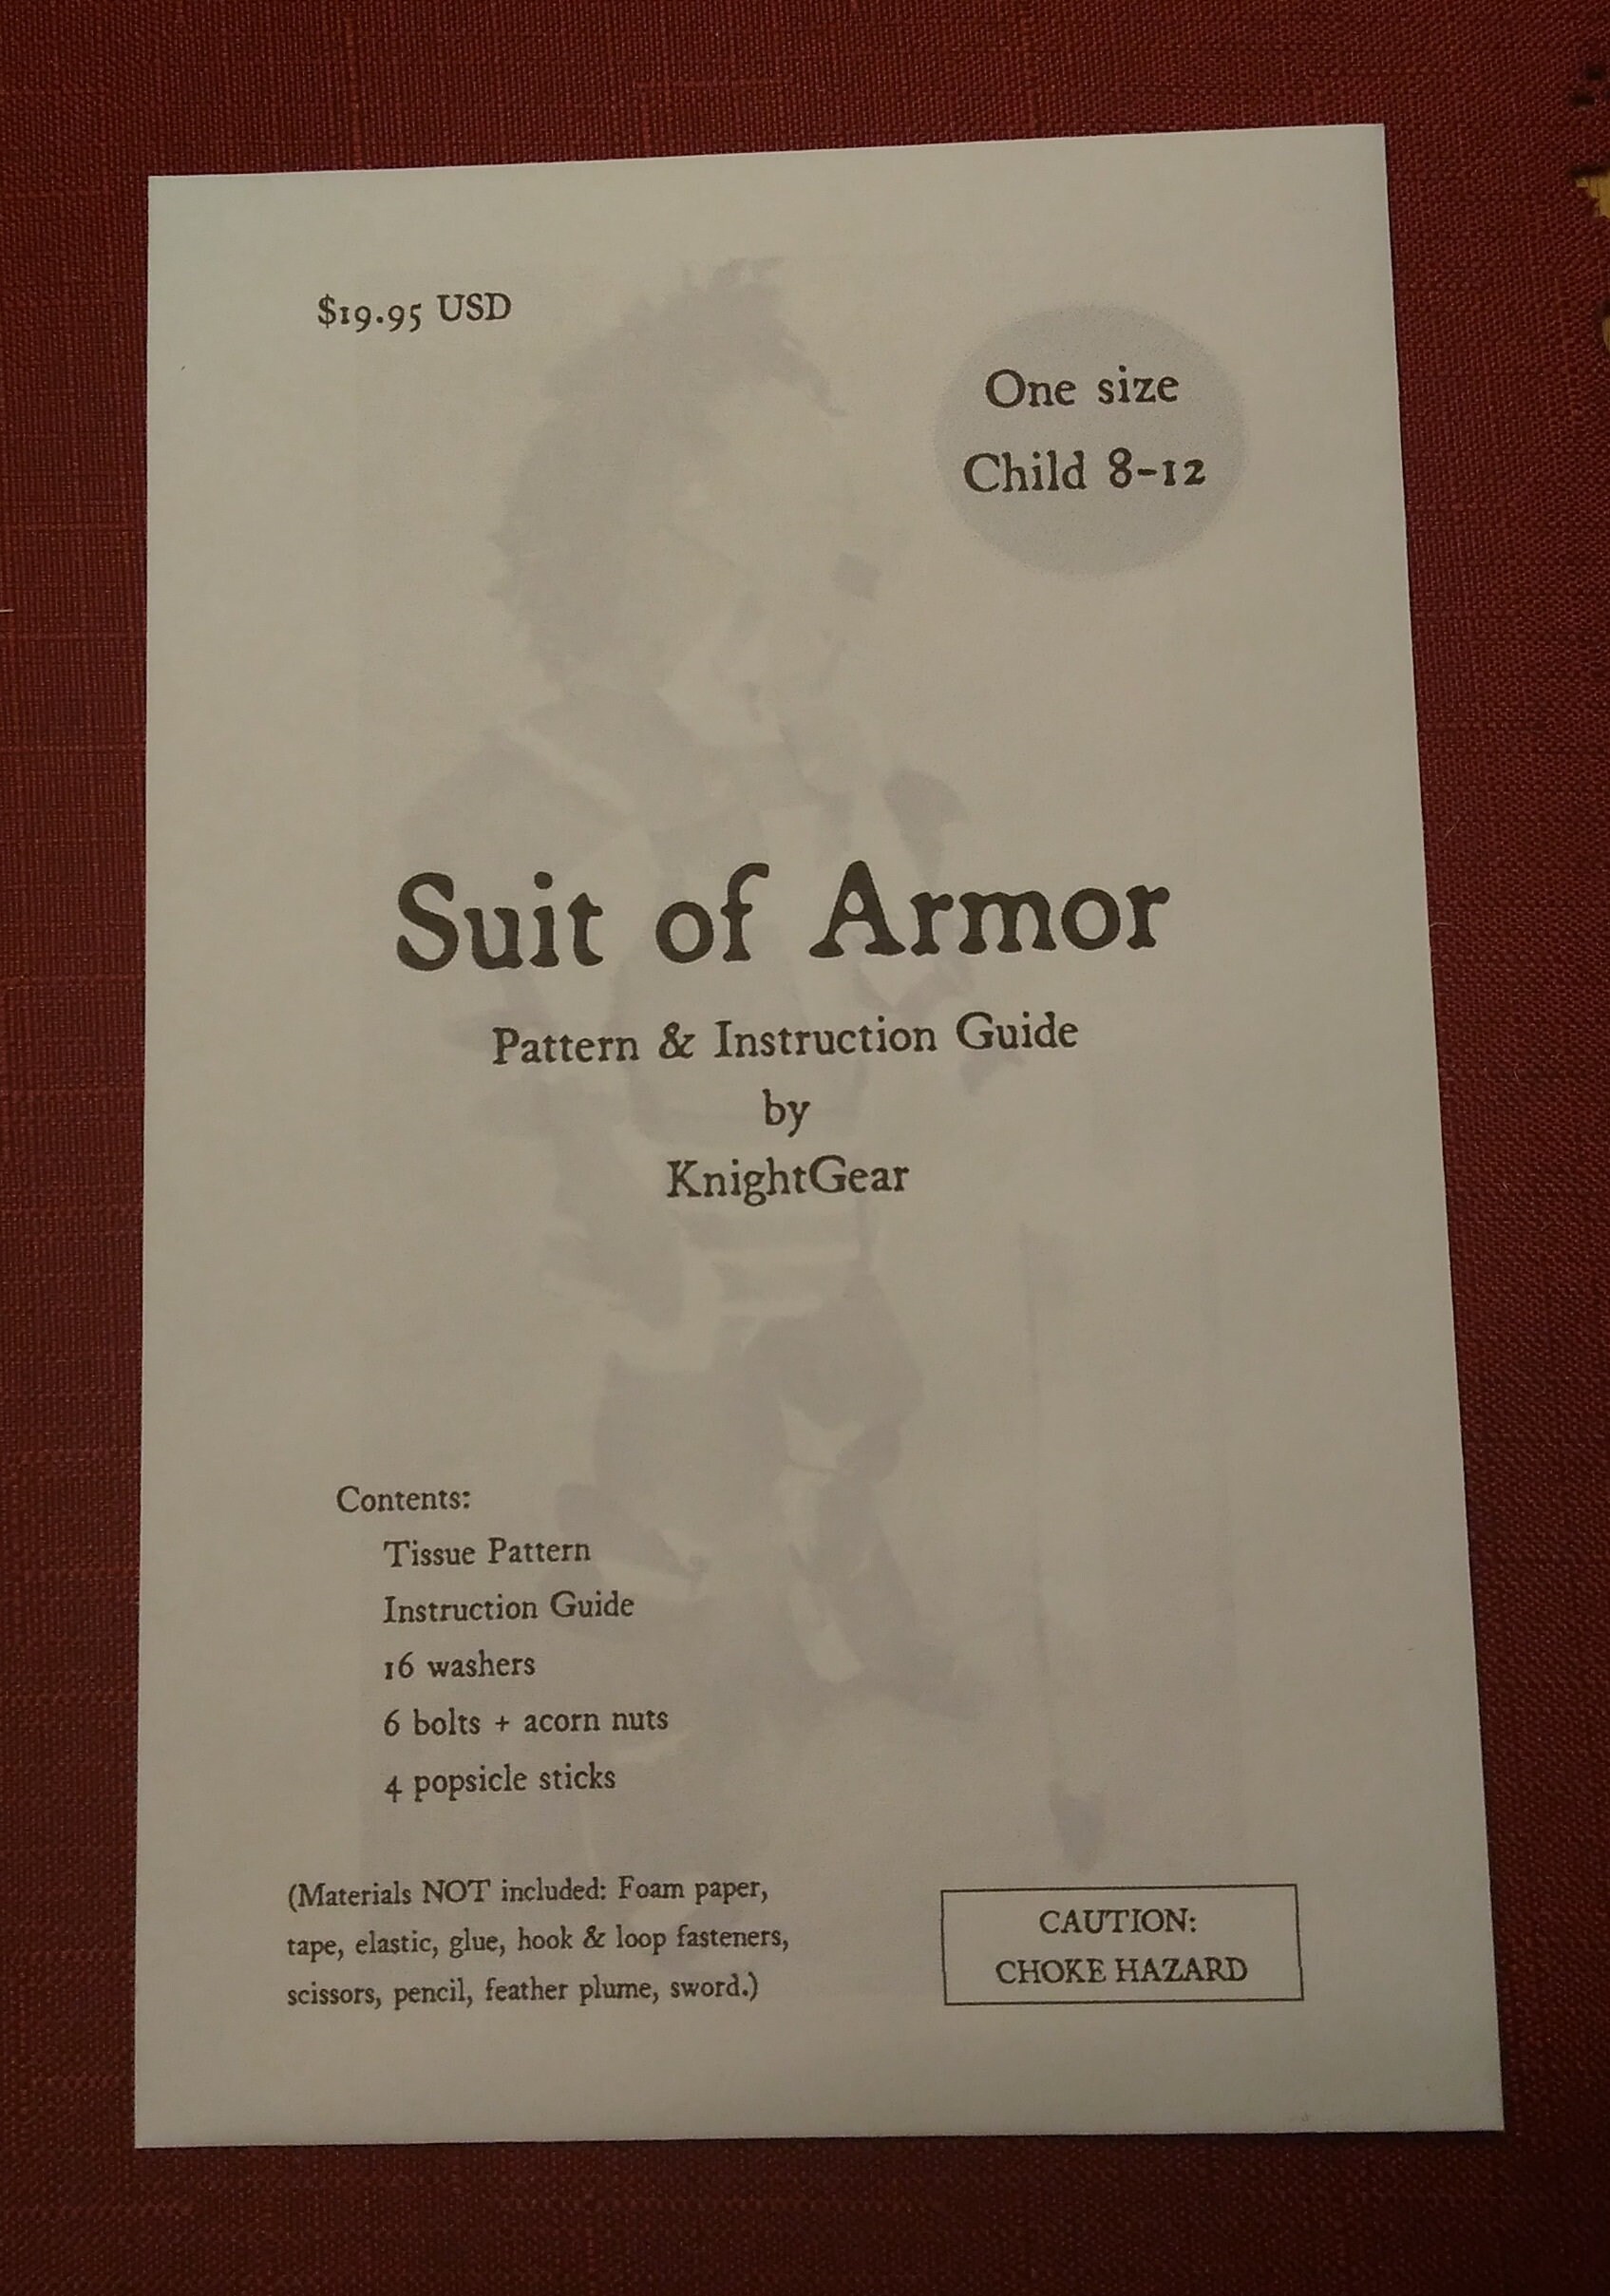 $19.95 USD
One size
Child 8-12
Suit of Armor
Pattern & Instruction Guide
by
KnightGear
Contents:
Tissue Pattern
Instruction Guide
16 washers
6 bolts + acorn nuts
4 popsicle sticks
(Materials NOT included: Foam paper,
tape, elastic, glue, hook & loop fasteners,
scissors, pencil, feather plume, sword.)
CAUTION:
CHOKE HAZARD